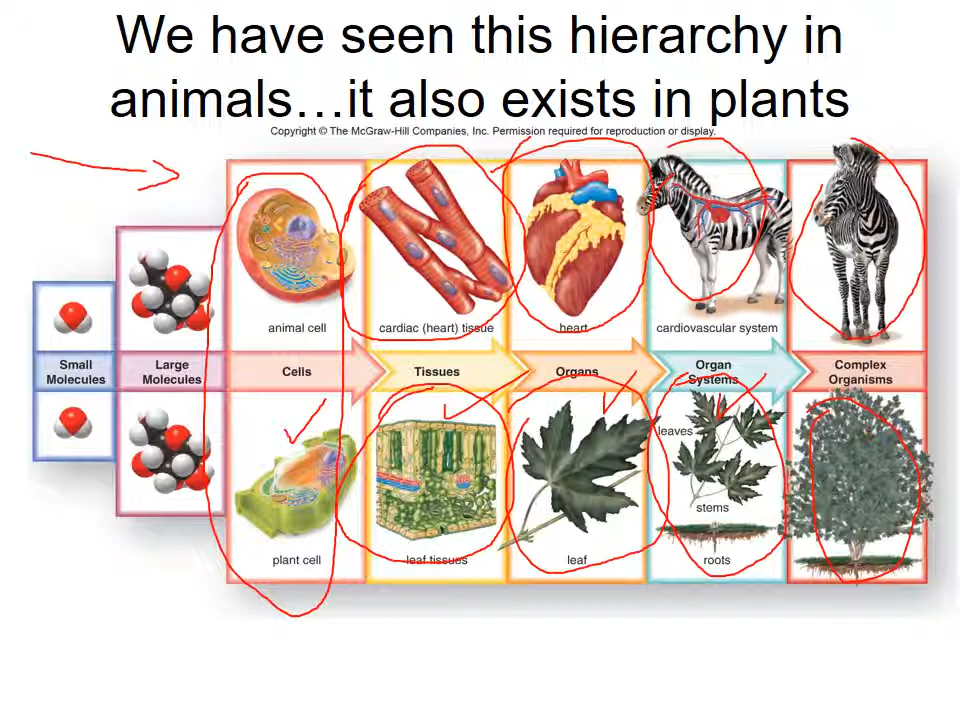 We have seen this hierarchy in
animals…it also exists in plants
Copyright © The McGraw-Hill Companies, Inc. Permission required for reproduction or display.
animal cell
cardiac (heart) tissue
heart
cardiovascular system
Small
Molecules
Large
Molecules
Cells
Tissues
Organs
Organ
Systems
Complex
Organisms
leaves
stems
plant cell
leaf tissues
leaf
roots